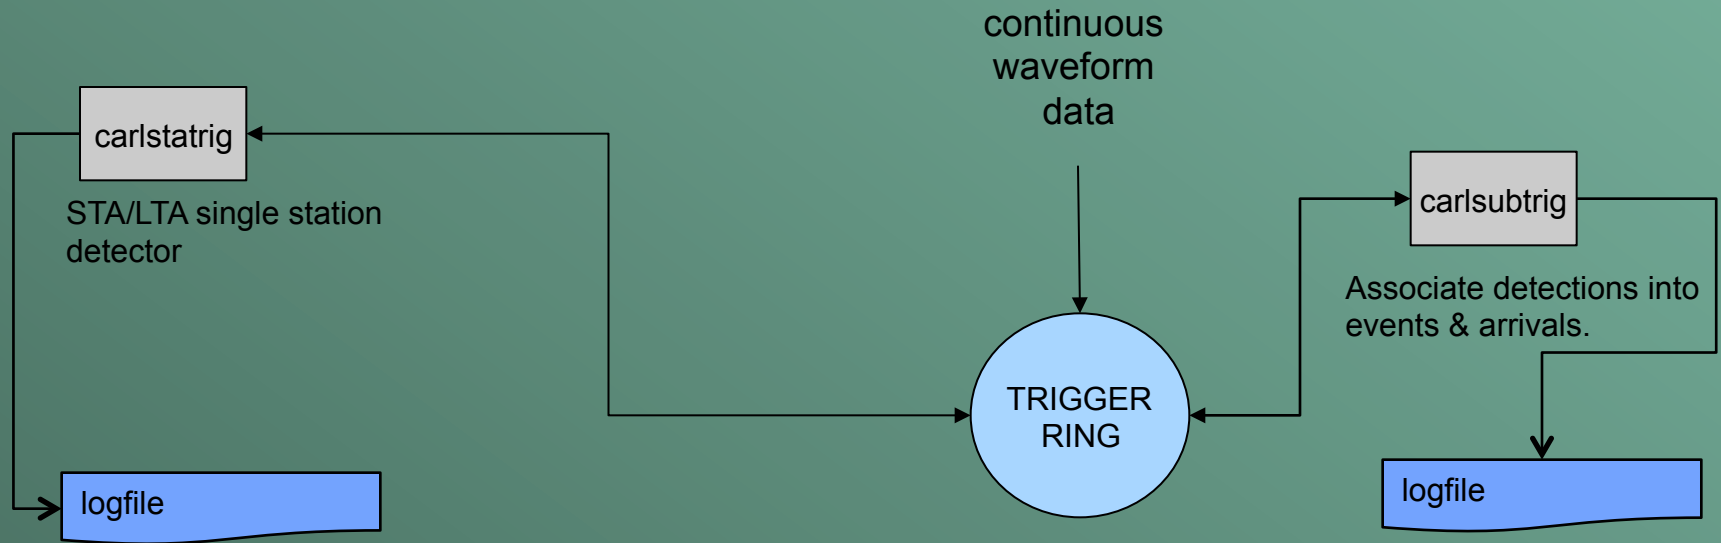 continuous
waveform
data
carlstatrig
STA/LTA single station
detector
carlsubtrig
Associate detections into
events & arrivals.
TRIGGER
RING
logfile
logfile